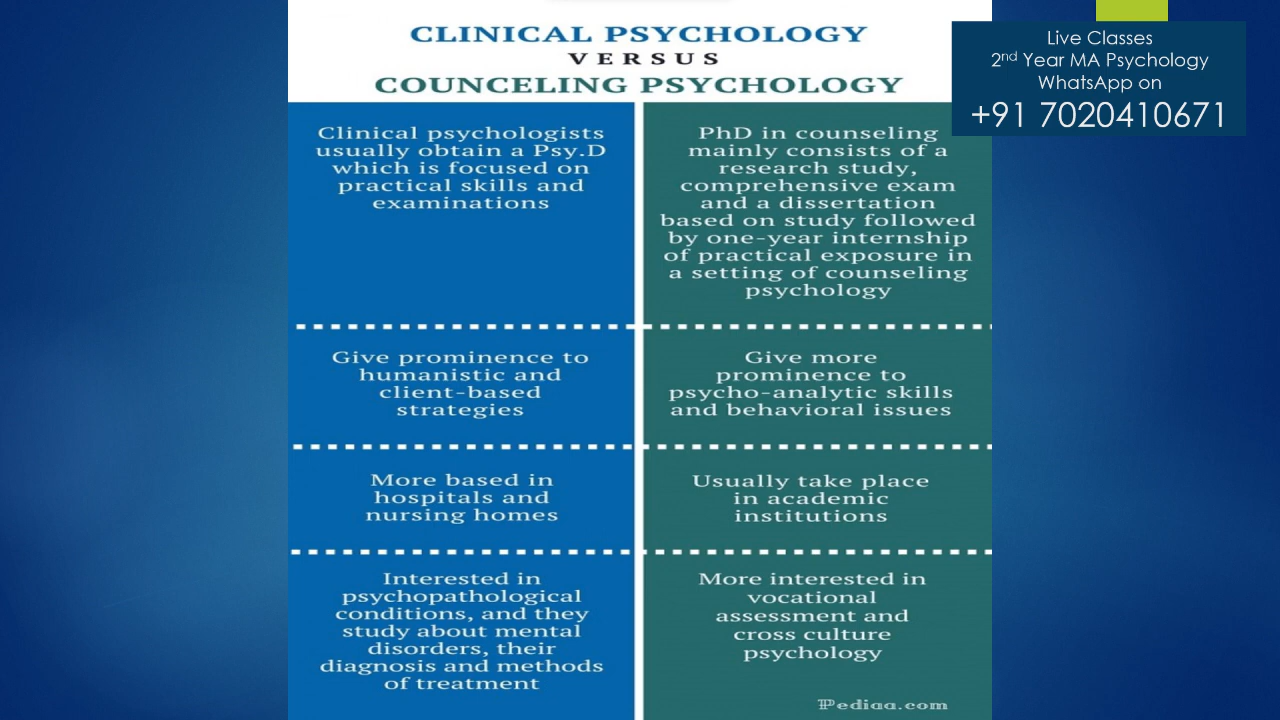 CLINICAL PSYCHOLOGY
VERSUS
COUNCELING PSYCHOLOGY
Live Classes
2nd Year MA Psychology
WhatsApp on
+91 7020410671
Clinical psychologists
usually obtain a Psy.D
which is focused on
practical skills and
examinations
PhD in counseling
mainly consists of a
research study,
comprehensive exam
and a dissertation
based on study followed
by one-year internship
of practical exposure in
a setting of counseling
psychology
Give prominence to
humanistic and
client-based
strategies
Give more
prominence to
psycho-analytic skills
and behavioral issues
More based in
hospitals and
nursing homes
Usually take place
in academic
institutions
Interested in
psychopathological
conditions, and they
study about mental
disorders, their
diagnosis and methods
of treatment
More interested in
vocational
assessment and
cross culture
psychology
Pediaa.com